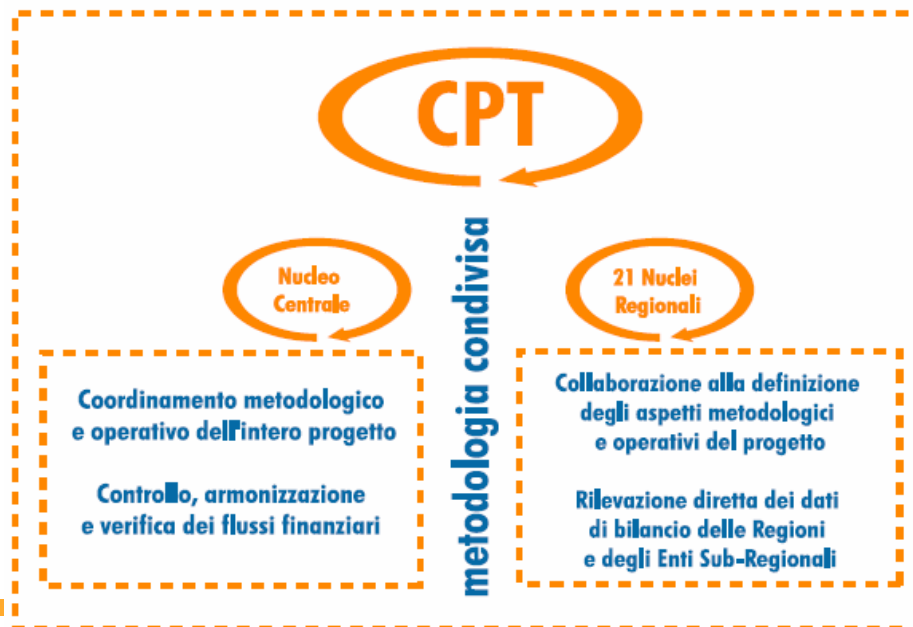 CPT
metodologia condivisa
Nucleo
Centrale
Coordinamento metodologico
e operativo dell'intero progetto
Controllo, armonizzazione
e verifica dei flussi finanziari
21 Nuclei
Regionali
Collaborazione alla definizione
degli aspetti metodologici
e operativi del progetto
Rilevazione diretta dei dati
di bilancio delle Regioni
e degli Enti Sub-Regionali